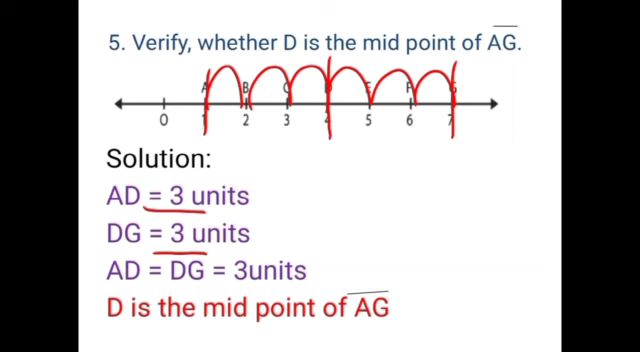 5. Verify, whether D is the mid point of AG.
A B C D E F G
0 1 2 3 4 5 6 7
Solution:
AD = 3 units
DG = 3 units
AD = DG = 3units
D is the mid point of AG